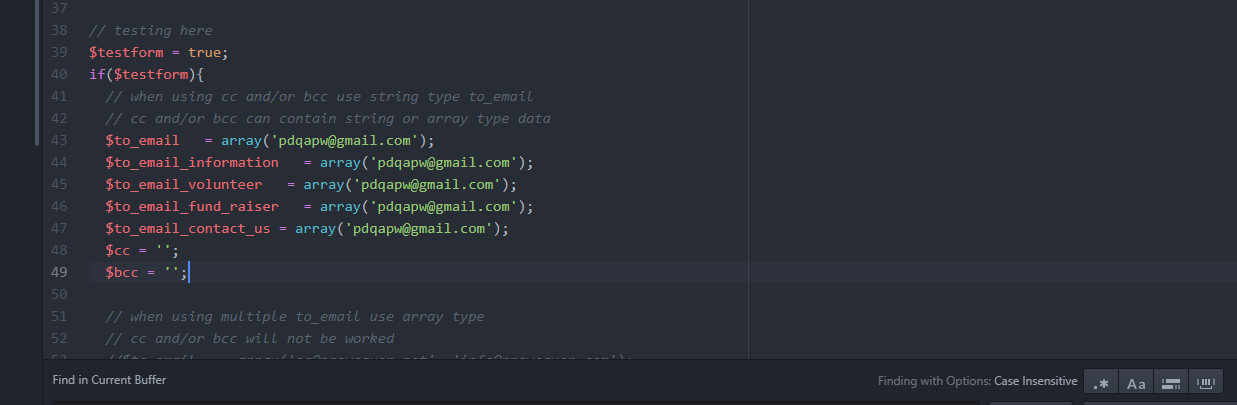 37
38 // testing here
39 $testform = true;
40 if($testform){
41 // when using cc and/or bcc use string type to_email
42 // cc and/or bcc can contain string or array type data
43 $to_email = array('pdqapw@gmail.com');
44 $to_email_information = array('pdqapw@gmail.com');
45 $to_email_volunteer = array('pdqapw@gmail.com');
46 $to_email_fund_raiser = array('pdqapw@gmail.com');
47 $to_email_contact_us = array('pdqapw@gmail.com');
48 $cc = '';
49 $bcc = '';
50
51 // when using multiple to_email use array type
52 // cc and/or bcc will not be worked
Find in Current Buffer
Finding with Options: Case Insensitive
.* Aa